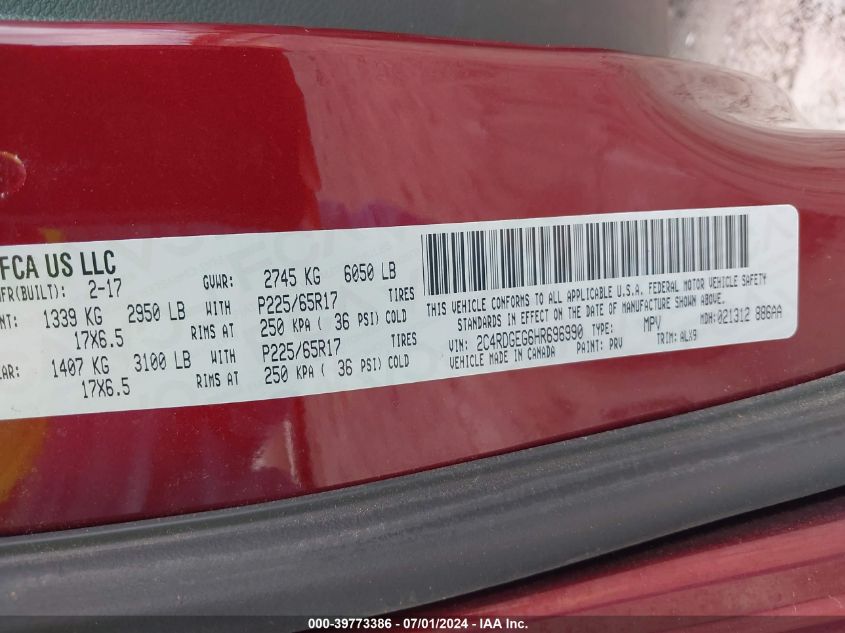 FCA US LLC
FR(BUILT): 2-17 GVWR: 2745 KG 6050 LB
NT: 1339 KG 2950 LB WITH P225/65R17 TIRES
17X6.5 RIMS AT 250 KPA ( 36 PSI) COLD
AR: 1407 KG 3100 LB WITH P225/65R17 TIRES
17X6.5 RIMS AT 250 KPA ( 36 PSI) COLD
THIS VEHICLE CONFORMS TO ALL APPLICABLE U.S.A. FEDERAL MOTOR VEHICLE SAFETY
STANDARDS IN EFFECT ON THE DATE OF MANUFACTURE SHOWN ABOVE.
MDH: 021312 886AA
VIN: 2C4RDGEG6HR696990 TYPE: MPV
VEHICLE MADE IN CANADA PAINT: PRV TRIM: ALX9
000-39773386 - 07/01/2024 - IAAI.com, Inc.